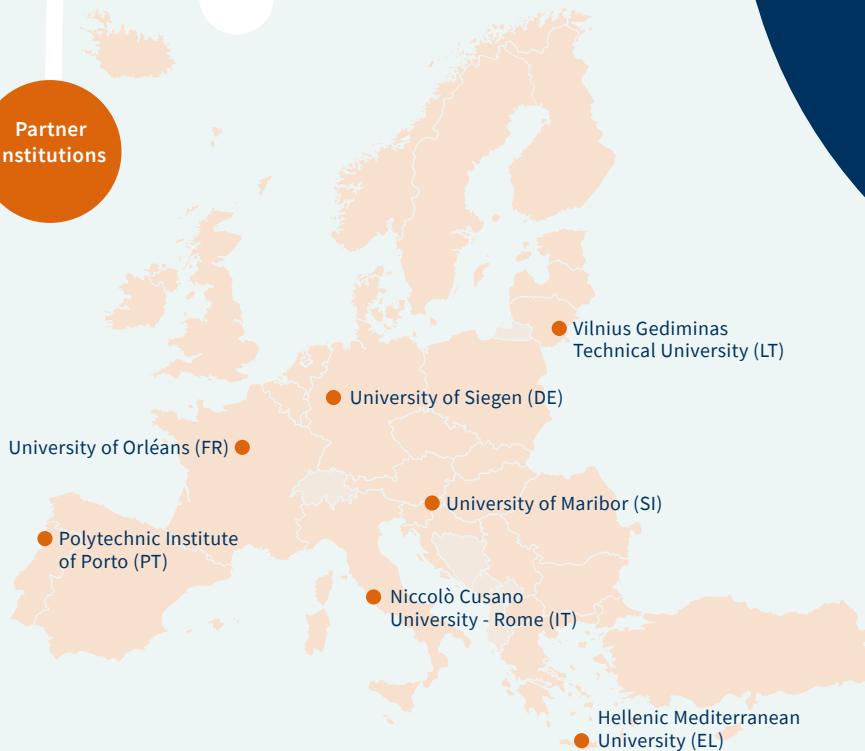 Partner
nstitutions
Vilnius Gediminas
Technical University (LT)
University of Siegen (DE)
University of Orléans (FR)
University of Maribor (SI)
Polytechnic Institute
of Porto (PT)
Niccolò Cusano
University - Rome (IT)
Hellenic Mediterranean
University (EL)